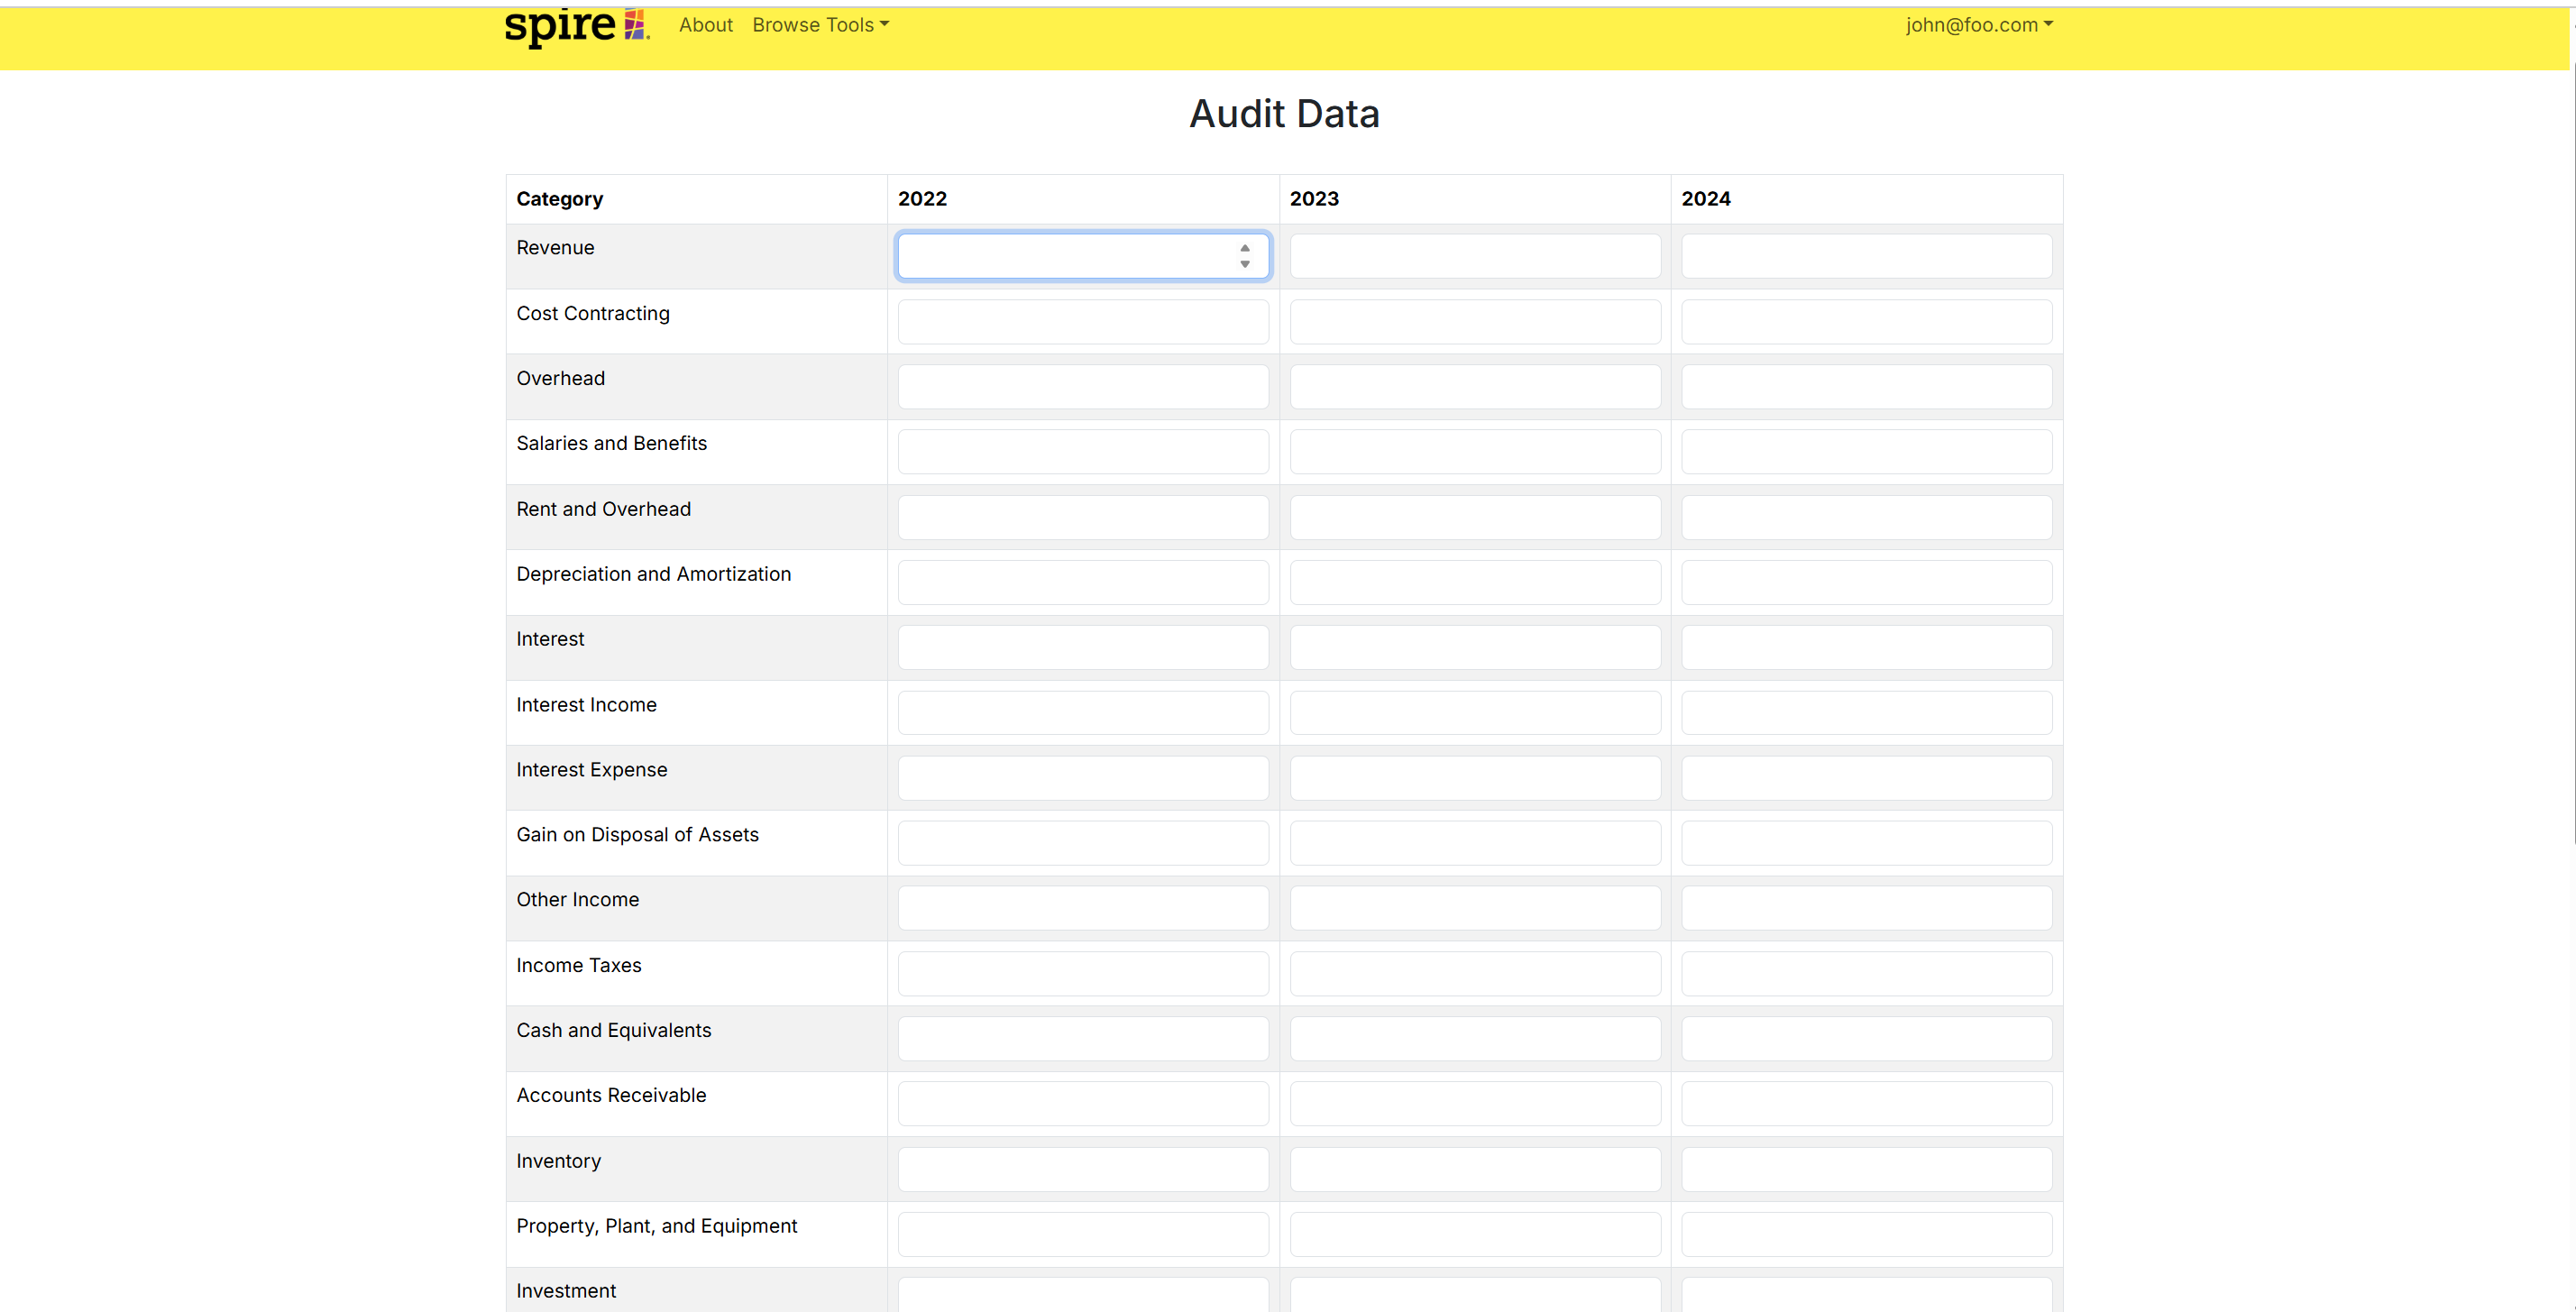 spire About Browse Tools john@foo.com
Audit Data
Category 2022 2023 2024
Revenue
Cost Contracting
Overhead
Salaries and Benefits
Rent and Overhead
Depreciation and Amortization
Interest
Interest Income
Interest Expense
Gain on Disposal of Assets
Other Income
Income Taxes
Cash and Equivalents
Accounts Receivable
Inventory
Property, Plant, and Equipment
Investment